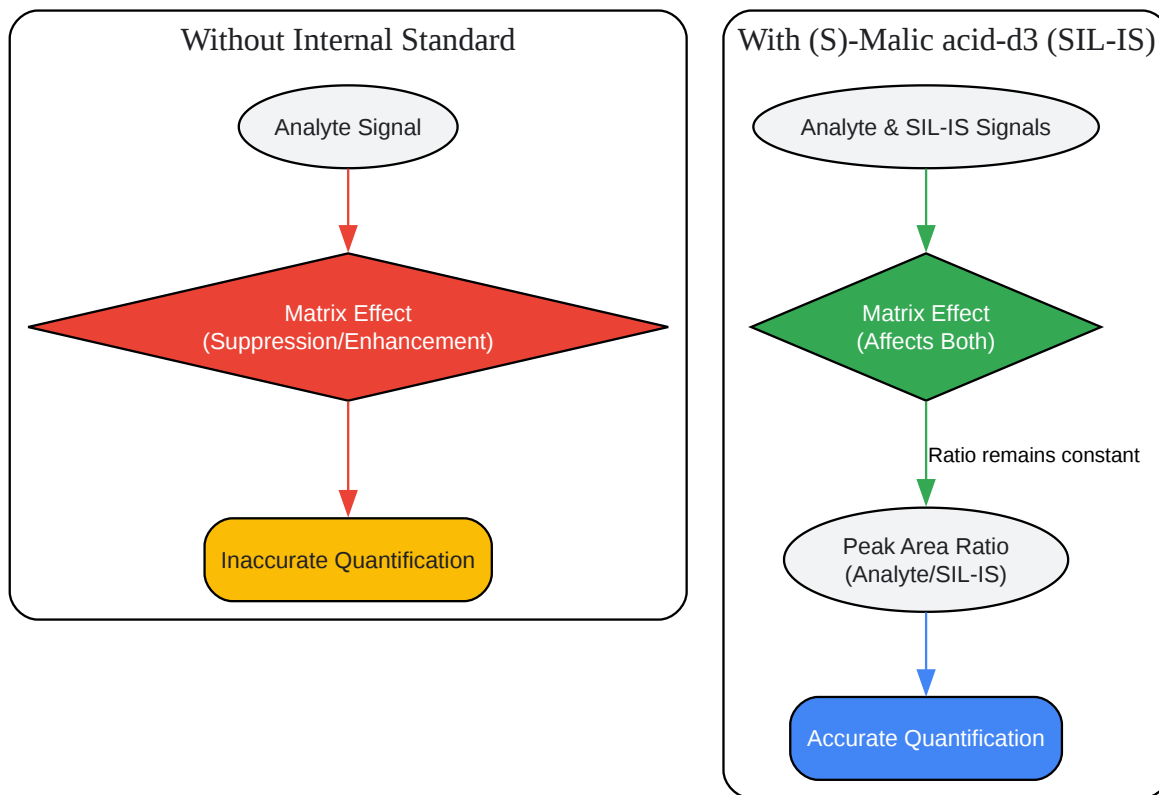 Without Internal Standard
Analyte Signal
Matrix Effect
(Suppression/Enhancement)
Inaccurate Quantification
With (S)-Malic acid-d3 (SIL-IS)
Analyte & SIL-IS Signals
Matrix Effect
(Affects Both)
Ratio remains constant
Peak Area Ratio
(Analyte/SIL-IS)
Accurate Quantification